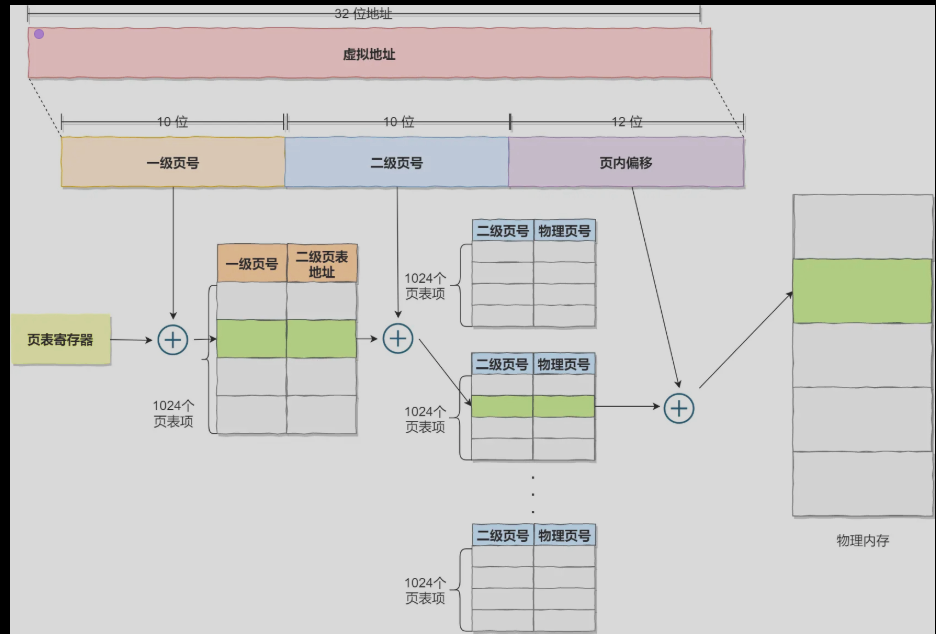 32 位地址
虚拟地址
10 位
10 位
12 位
一级页号
二级页号
页内偏移
二级页号
物理页号
一级页号
二级页表
地址
1024个
页表项
页表寄存器
二级页号
物理页号
1024个
页表项
1024个
页表项
二级页号
物理页号
物理内存
1024个
页表项